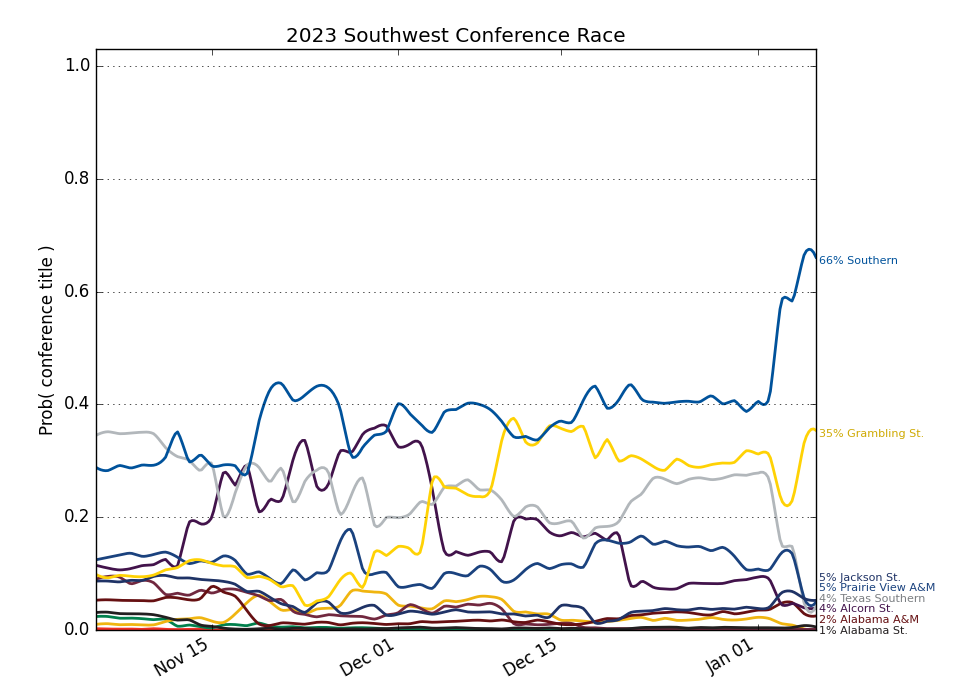 2023 Southwest Conference Race
Prob( conference title )
1.0
0.8
0.6
0.4
0.2
0.0
Nov 15
Dec 01
Dec 15
Jan 01
66% Southern
35% Grambling St.
5% Jackson St.
5% Prairie View A&M
4% Texas Southern
4% Alcorn St.
2% Alabama A&M
1% Alabama St.